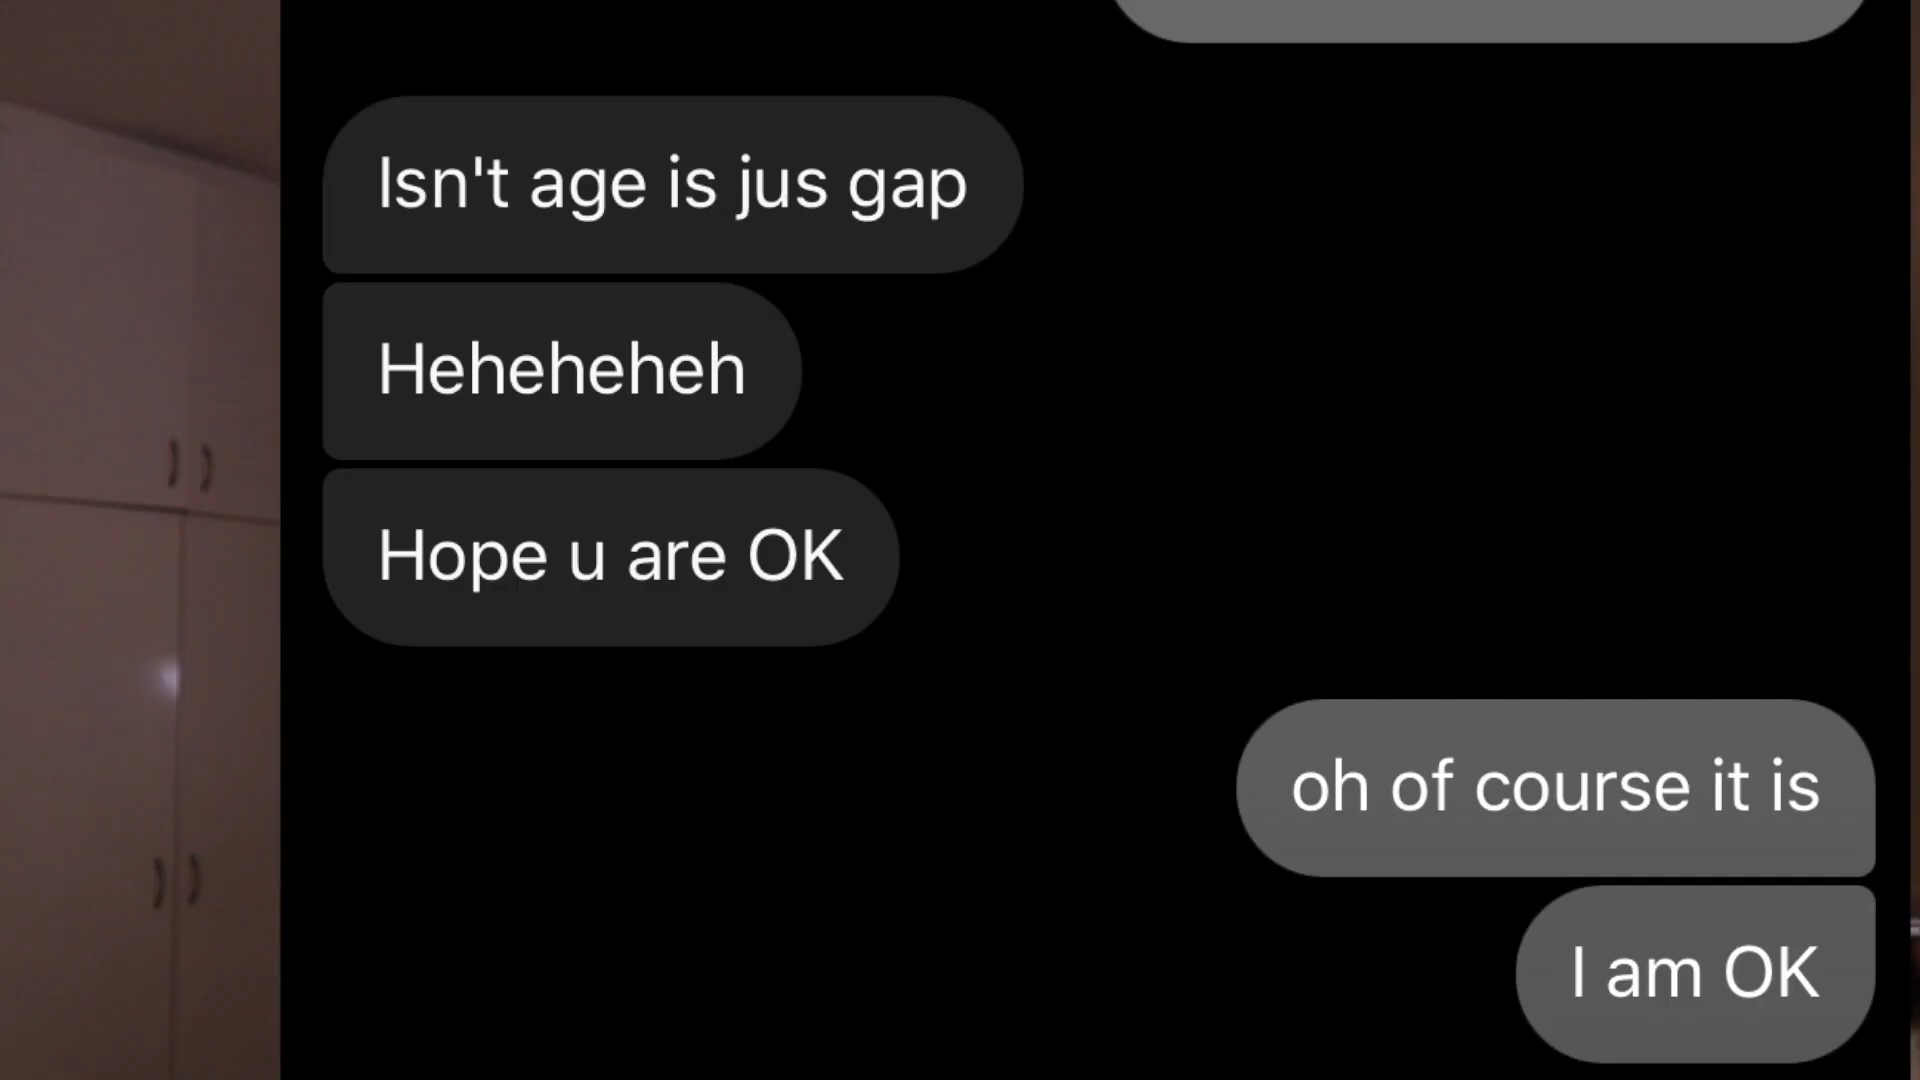 Isn't age is jus gap
Heheheheh
Hope u are OK
oh of course it is
I am OK